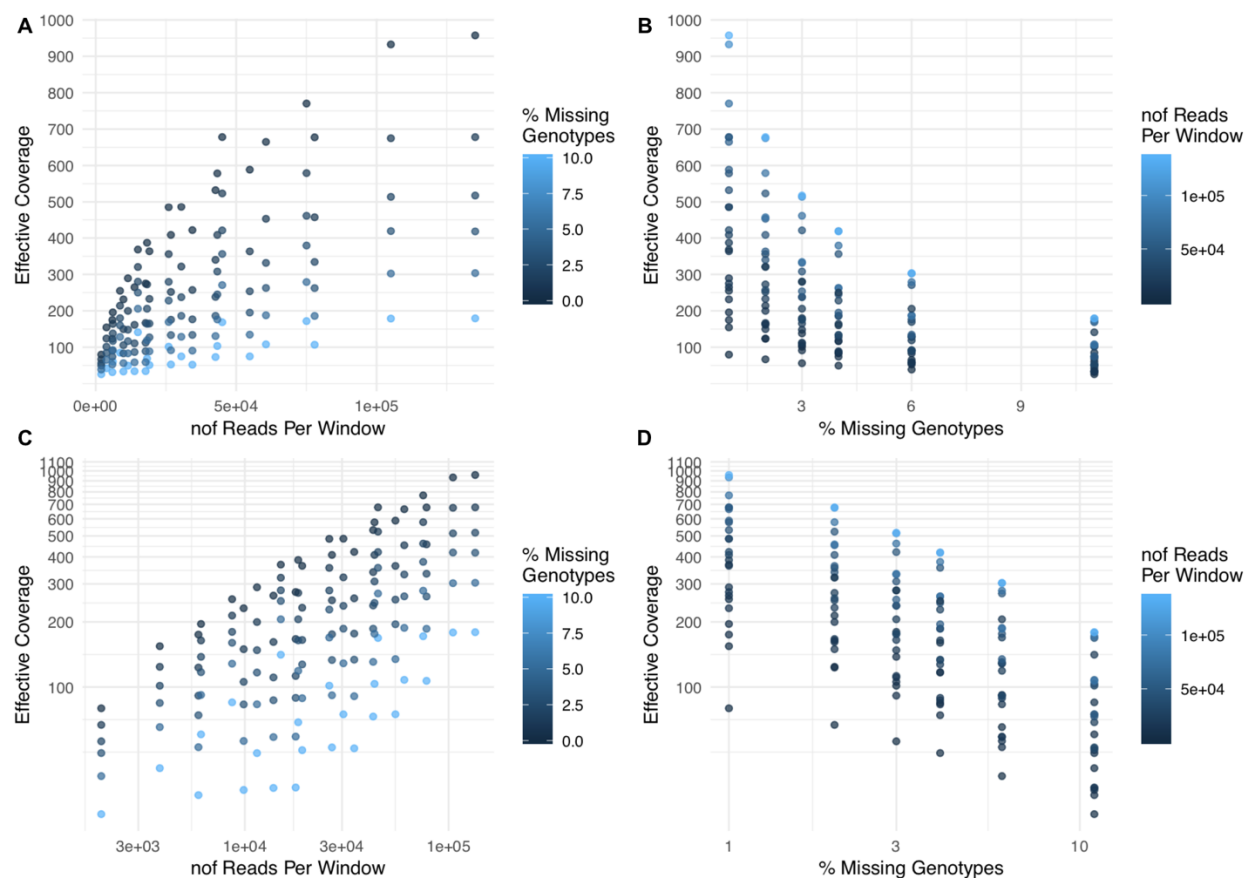 A
1000
900
800
700
600
500
400
300
200
100
Effective Coverage
0e+00
5e+04
1e+05
nof Reads Per Window
% Missing
Genotypes
10.0
7.5
5.0
2.5
0.0
B
1000
900
800
700
600
500
400
300
200
100
Effective Coverage
3
6
9
% Missing Genotypes
nof Reads
Per Window
1e+05
5e+04
C
1100
1000
900
800
700
600
500
400
300
200
100
Effective Coverage
3e+03
1e+04
3e+04
1e+05
nof Reads Per Window
% Missing
Genotypes
10.0
7.5
5.0
2.5
0.0
D
1100
1000
900
800
700
600
500
400
300
200
100
Effective Coverage
1
3
10
% Missing Genotypes
nof Reads
Per Window
1e+05
5e+04